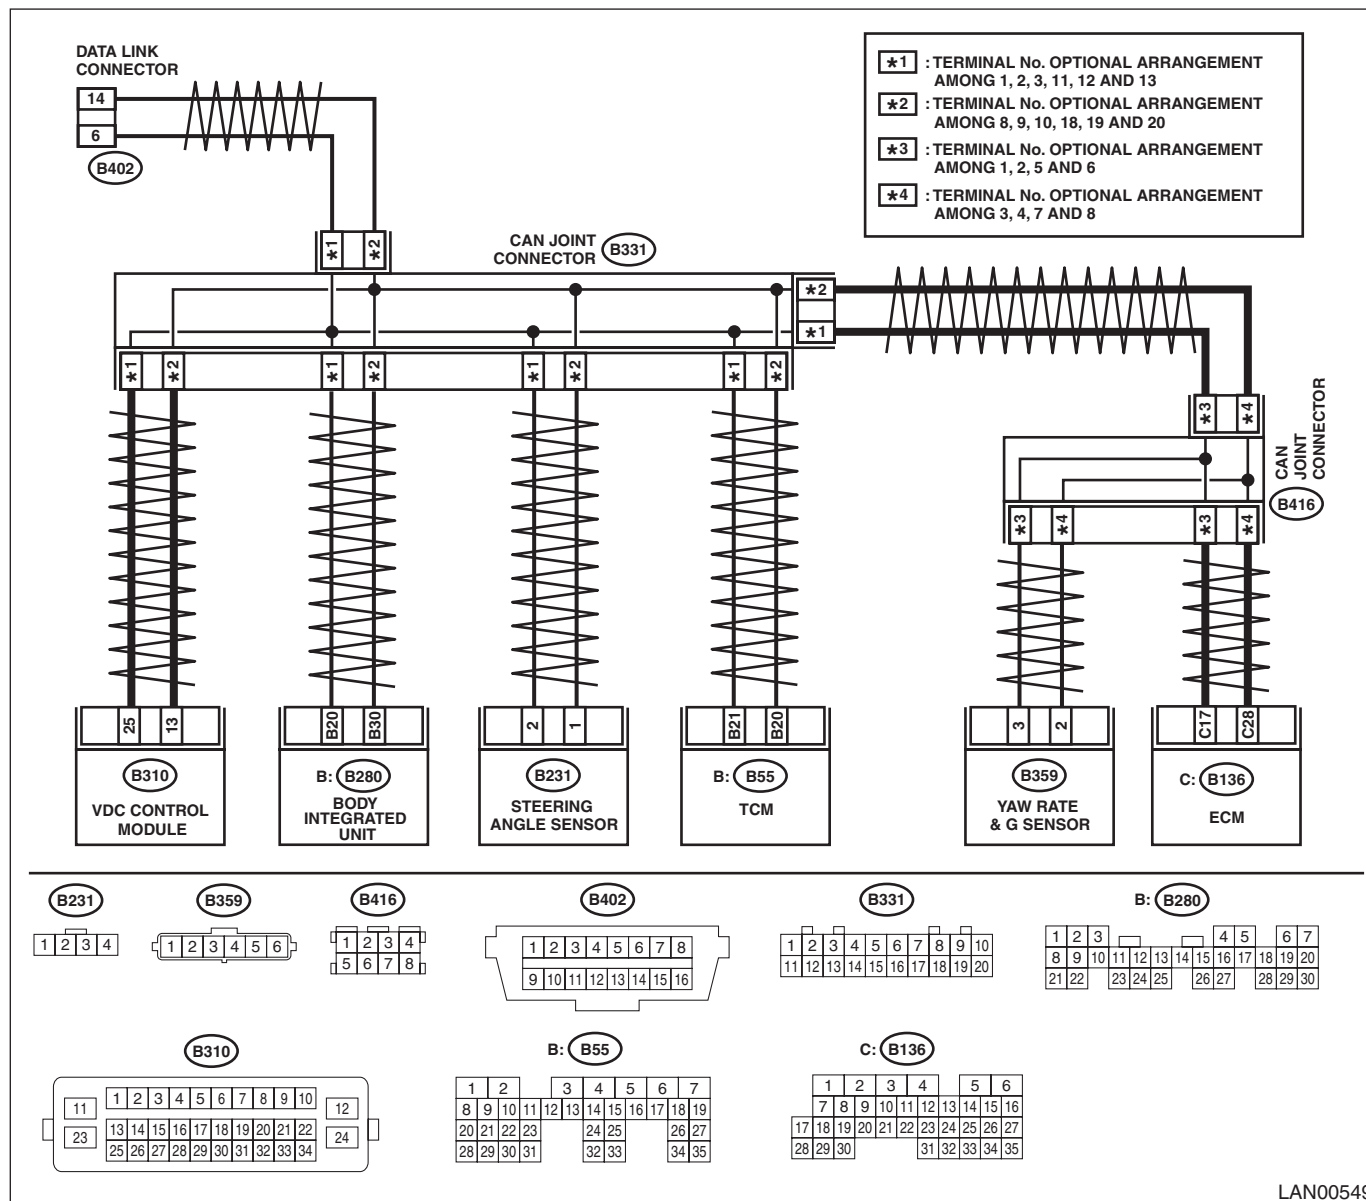 DATA LINK
CONNECTOR
14
6
B402
*1 : TERMINAL No. OPTIONAL ARRANGEMENT
AMONG 1, 2, 3, 11, 12 AND 13
*2 : TERMINAL No. OPTIONAL ARRANGEMENT
AMONG 8, 9, 10, 18, 19 AND 20
*3 : TERMINAL No. OPTIONAL ARRANGEMENT
AMONG 1, 2, 5 AND 6
*4 : TERMINAL No. OPTIONAL ARRANGEMENT
AMONG 3, 4, 7 AND 8
*1 *2
CAN JOINT
CONNECTOR B331
*2
*1
*1 *2 *1 *2 *1 *2 *1 *2
*3 *4
CAN
JOINT
CONNECTOR
B416
*3 *4 *3 *4
25 13
B20 B30
2 1
B21 B20
3 2
C17 C28
B310
VDC CONTROL
MODULE
B: B280
BODY
INTEGRATED
UNIT
B231
STEERING
ANGLE SENSOR
B: B55
TCM
B359
YAW RATE
& G SENSOR
C: B136
ECM
B231
1 2 3 4
B359
1 2 3 4 5 6
B416
1 2 3 4
5 6 7 8
B402
1 2 3 4 5 6 7 8
9 10 11 12 13 14 15 16
B331
1 2 3 4 5 6 7 8 9 10
11 12 13 14 15 16 17 18 19 20
B: B280
1 2 3 4 5 6 7
8 9 10 11 12 13 14 15 16 17 18 19 20
21 22 23 24 25 26 27 28 29 30
B310
11 1 2 3 4 5 6 7 8 9 10 12
23 13 14 15 16 17 18 19 20 21 22 24
25 26 27 28 29 30 31 32 33 34
B: B55
1 2 3 4 5 6 7
8 9 10 11 12 13 14 15 16 17 18 19
20 21 22 23 24 25 26 27
28 29 30 31 32 33 34 35
C: B136
1 2 3 4 5 6
7 8 9 10 11 12 13 14 15 16
17 18 19 20 21 22 23 24 25 26 27
28 29 30 31 32 33 34 35
LAN00549